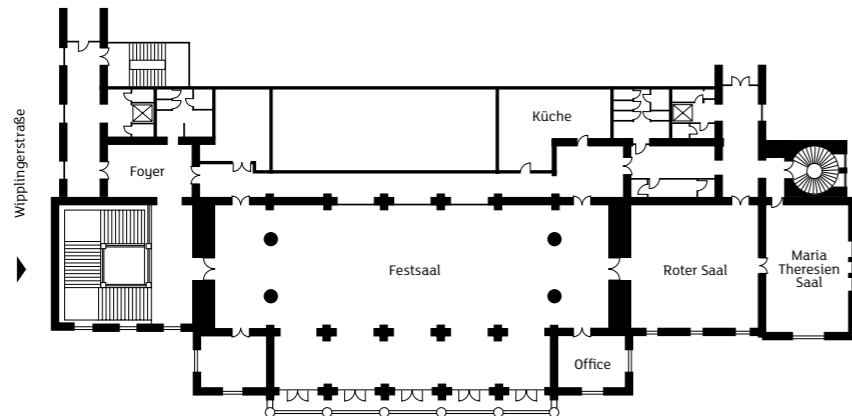 Wipplingerstraße
Küche
Foyer
Festsaal
Roter Saal
Maria
Theresien
Saal
Office